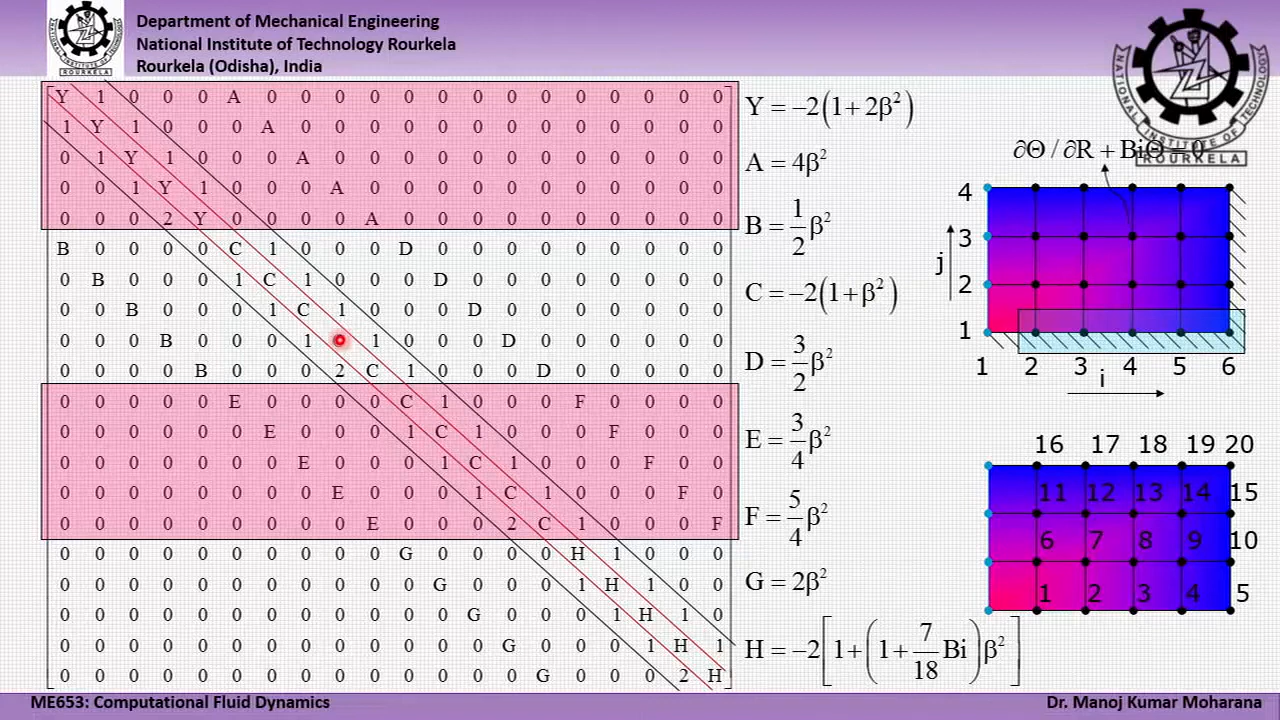 Department of Mechanical Engineering
National Institute of Technology Rourkela
Rourkela (Odisha), India
ROURKELA
NATIONAL INSTITUTE OF TECHNOLOGY
ROURKELA
Y 1 0 0 0 A 0 0 0 0 0 0 0 0 0 0 0 0 0 0
1 Y 1 0 0 0 A 0 0 0 0 0 0 0 0 0 0 0 0 0
0 1 Y 1 0 0 0 A 0 0 0 0 0 0 0 0 0 0 0 0
0 0 1 Y 1 0 0 0 A 0 0 0 0 0 0 0 0 0 0 0
0 0 0 2 Y 0 0 0 0 A 0 0 0 0 0 0 0 0 0 0
B 0 0 0 0 C 1 0 0 0 D 0 0 0 0 0 0 0 0 0
0 B 0 0 0 1 C 1 0 0 0 D 0 0 0 0 0 0 0 0
0 0 B 0 0 0 1 C 1 0 0 0 D 0 0 0 0 0 0 0
0 0 0 B 0 0 0 1 1 0 0 0 D 0 0 0 0 0 0
0 0 0 0 B 0 0 0 2 C 1 0 0 0 D 0 0 0 0 0
0 0 0 0 0 E 0 0 0 0 C 1 0 0 0 F 0 0 0 0
0 0 0 0 0 0 E 0 0 0 1 C 1 0 0 0 F 0 0 0
0 0 0 0 0 0 0 E 0 0 0 1 C 1 0 0 0 F 0 0
0 0 0 0 0 0 0 0 E 0 0 0 1 C 1 0 0 0 F 0
0 0 0 0 0 0 0 0 0 E 0 0 0 2 C 1 0 0 0 F
0 0 0 0 0 0 0 0 0 0 G 0 0 0 0 H 1 0 0 0
0 0 0 0 0 0 0 0 0 0 0 G 0 0 0 1 H 1 0 0
0 0 0 0 0 0 0 0 0 0 0 0 G 0 0 0 1 H 1 0
0 0 0 0 0 0 0 0 0 0 0 0 0 G 0 0 0 1 H 1
0 0 0 0 0 0 0 0 0 0 0 0 0 0 G 0 0 0 2 H
Y = −2(1 + 2β²)
A = 4β²
B = 1/2 β²
C = −2(1 + β²)
D = 3/2 β²
E = 3/4 β²
F = 5/4 β²
G = 2β²
H = −2[1 + (1 + 7/18 Bi)β²]
∂Θ / ∂R + BiΘ = 0
4
3
j
2
1
1 2 3 4 5 6
i
16 17 18 19 20
11 12 13 14 15
6 7 8 9 10
1 2 3 4 5
ME653: Computational Fluid Dynamics
Dr. Manoj Kumar Moharana